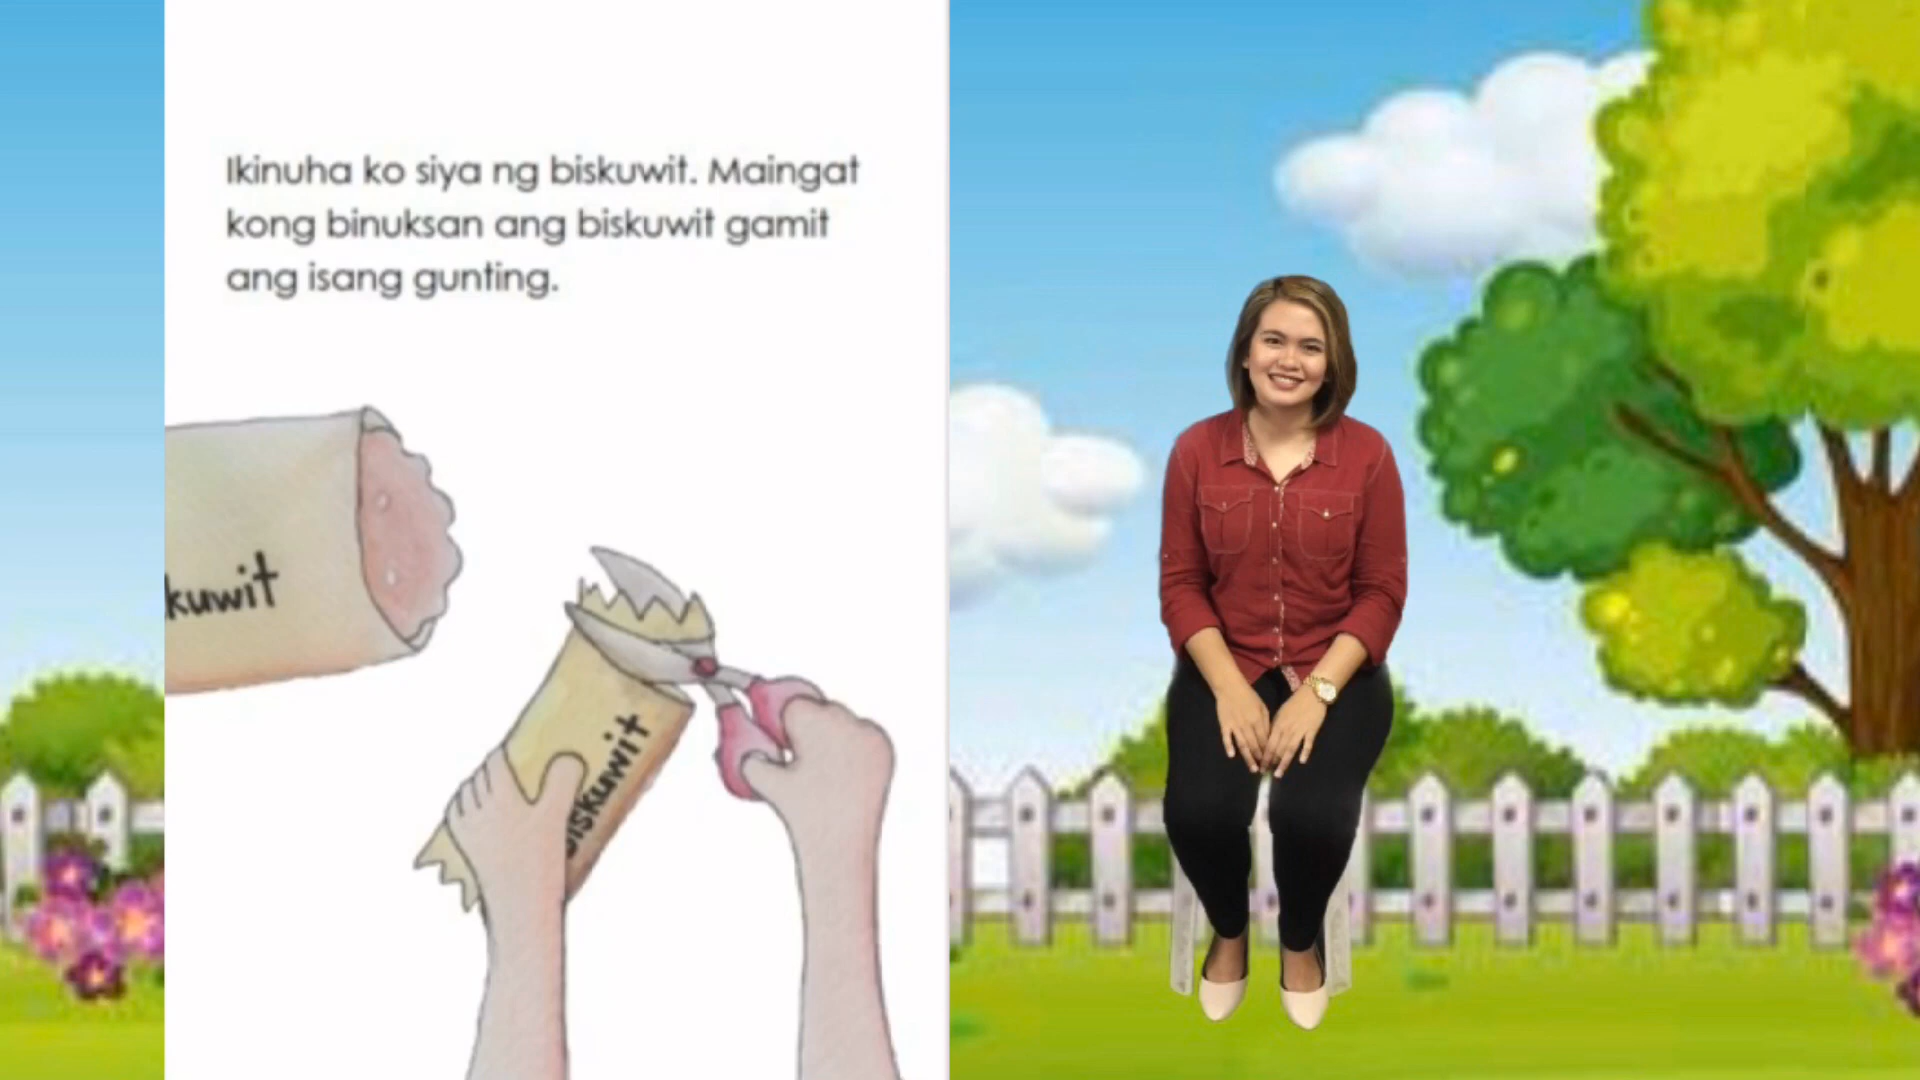 Ikinuha ko siya ng biskuwit. Maingat
kong binuksan ang biskuwit gamit
ang isang gunting.
kuwit
biskuwit